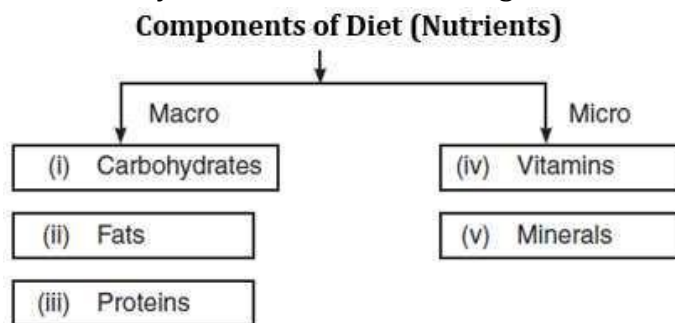 Components of Diet (Nutrients)
Macro
Micro
(i) Carbohydrates
(iv) Vitamins
(ii) Fats
(v) Minerals
(iii) Proteins